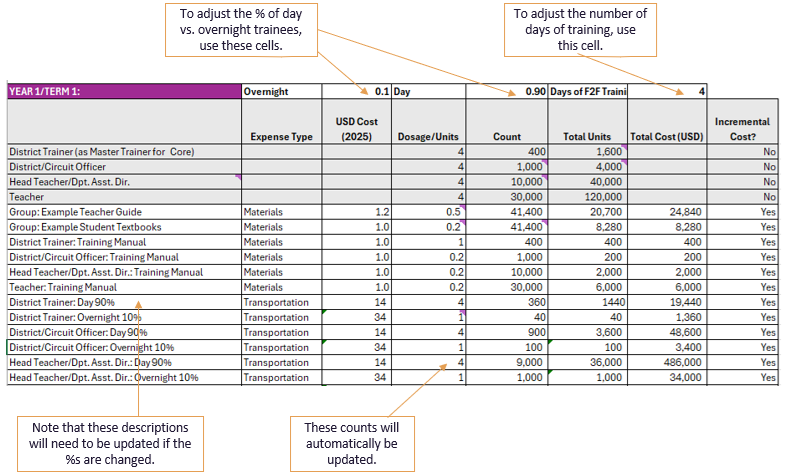 To adjust the % of day
vs. overnight trainees,
use these cells.
To adjust the number of
days of training, use
this cell.
YEAR 1/TERM 1: Overnight 0.1 Day 0.90 Days of F2F Traini 4
Expense Type USD Cost (2025) Dosage/Units Count Total Units Total Cost (USD) Incremental Cost?
District Trainer (as Master Trainer for Core) 4 400 1,600 No
District/Circuit Officer 4 1,000 4,000 No
Head Teacher/Dpt. Asst. Dir. 4 10,000 40,000 No
Teacher 4 30,000 120,000 No
Group: Example Teacher Guide Materials 1.2 0.5 41,400 20,700 24,840 Yes
Group: Example Student Textbooks Materials 1.0 0.2 41,400 8,280 8,280 Yes
District Trainer: Training Manual Materials 1.0 1 400 400 400 Yes
District/Circuit Officer: Training Manual Materials 1.0 0.2 1,000 200 200 Yes
Head Teacher/Dpt. Asst. Dir.: Training Manual Materials 1.0 0.2 10,000 2,000 2,000 Yes
Teacher: Training Manual Materials 1.0 0.2 30,000 6,000 6,000 Yes
District Trainer: Day 90% Transportation 14 4 360 1440 19,440 Yes
District Trainer: Overnight 10% Transportation 34 1 40 40 1,360 Yes
District/Circuit Officer: Day 90% Transportation 14 4 900 3,600 48,600 Yes
District/Circuit Officer: Overnight 10% Transportation 34 1 100 100 3,400 Yes
Head Teacher/Dpt. Asst. Dir.: Day 90% Transportation 14 4 9,000 36,000 486,000 Yes
Head Teacher/Dpt. Asst. Dir.: Overnight 10% Transportation 34 1 1,000 1,000 34,000 Yes
Note that these descriptions
will need to be updated if the
%s are changed.
These counts will
automatically be
updated.